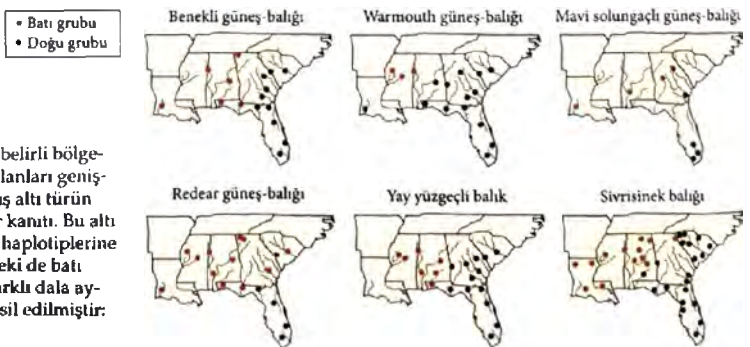 Batı grubu
Doğu grubu
belirli bölge-
lanları geniş-
ış altı türün
r kanıtı. Bu altı
haplotiplerine
eki de batı
arklı dala ay-
sil edilmiştir:
Benekli güneş-balığı
Warmouth güneş-balığı
Mavi solungaçlı güneş-balığı
Redear güneş-balığı
Yay yüzgeçli balık
Sivrisinek balığı